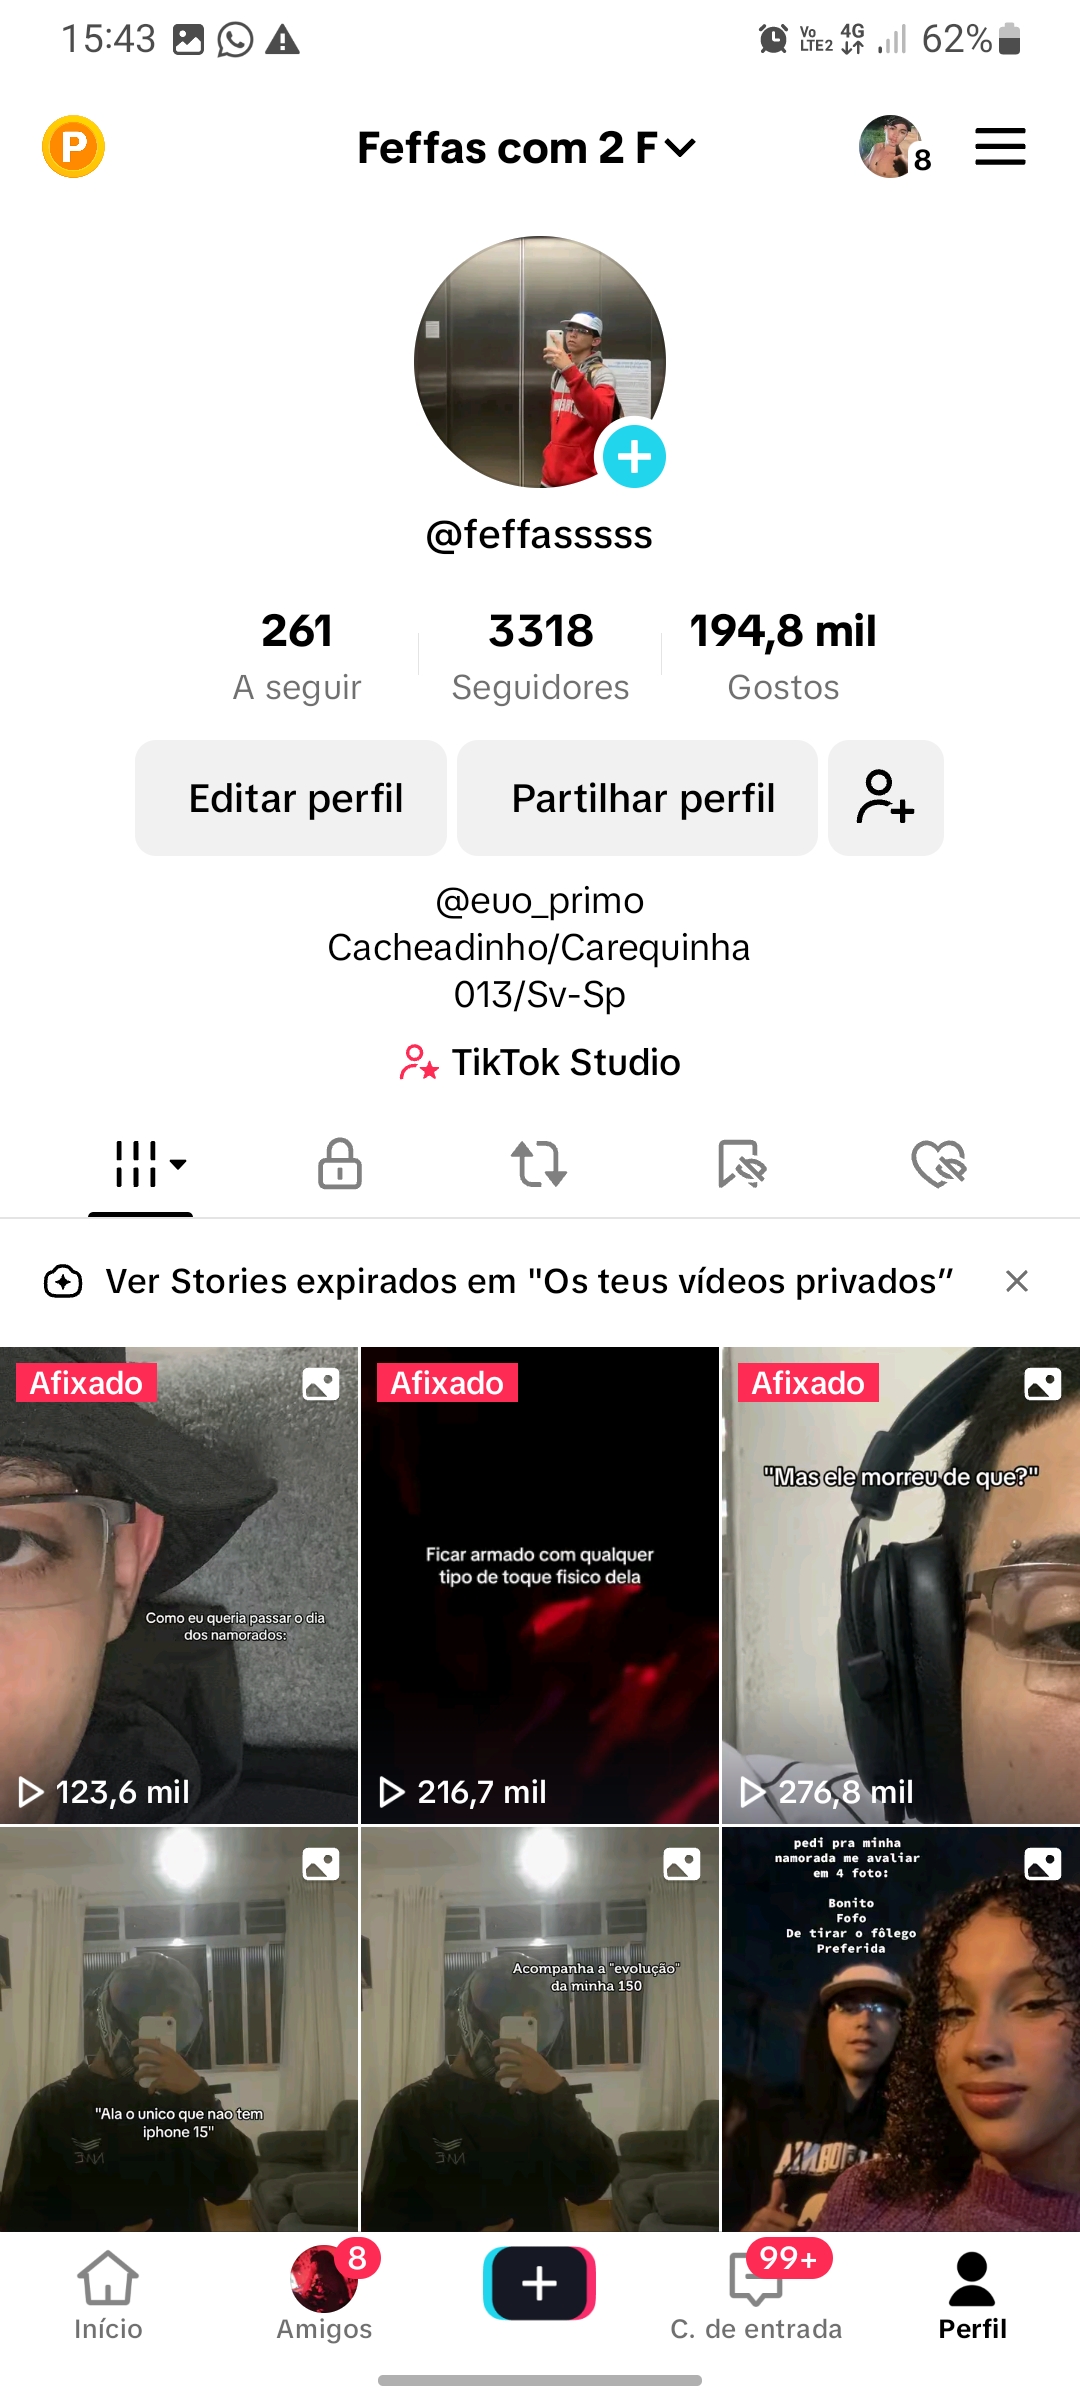 15:43
Vo
LTE2
4G
62%
P
Feffas com 2 F
8
@feffasssss
261
3318
194,8 mil
A seguir
Seguidores
Gostos
Editar perfil
Partilhar perfil
@euo_primo
Cacheadinho/Carequinha
013/Sv-Sp
TikTok Studio
Ver Stories expirados em "Os teus vídeos privados”
Afixado
Como eu queria passar o dia
dos namorados:
123,6 mil
Afixado
Ficar armado com qualquer
tipo de toque fisico dela
216,7 mil
Afixado
"Mas ele morreu de que?"
276,8 mil
"Ala o unico que nao tem
iphone 15"
Acompanha a "evolução"
da minha 150
pedi pra minha
namorada me avaliar
em 4 foto:
Bonito
Fofo
De tirar o fôlego
Preferida
8
99+
Início
Amigos
C. de entrada
Perfil